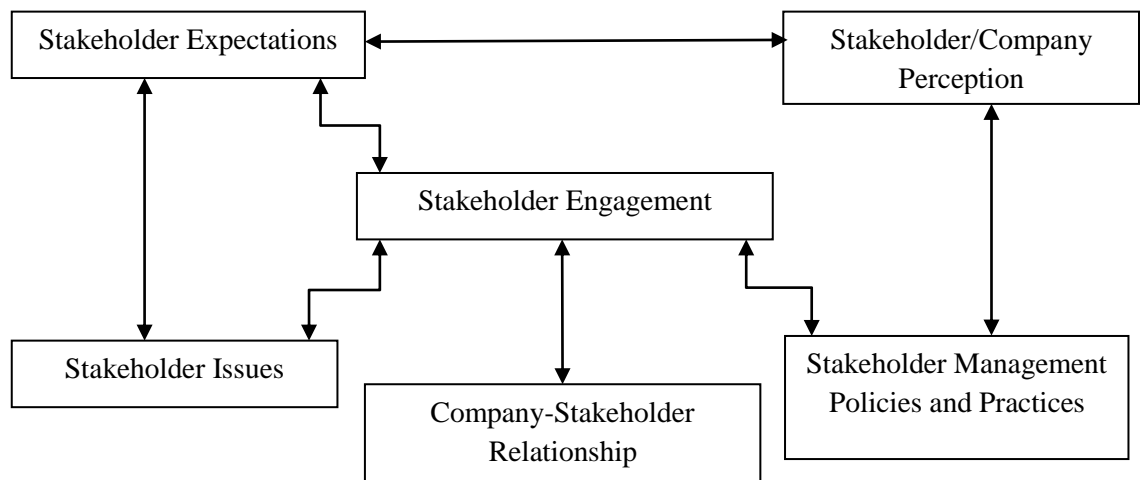 Stakeholder Expectations
Stakeholder/Company
Perception
Stakeholder Engagement
Stakeholder Issues
Company-Stakeholder
Relationship
Stakeholder Management
Policies and Practices